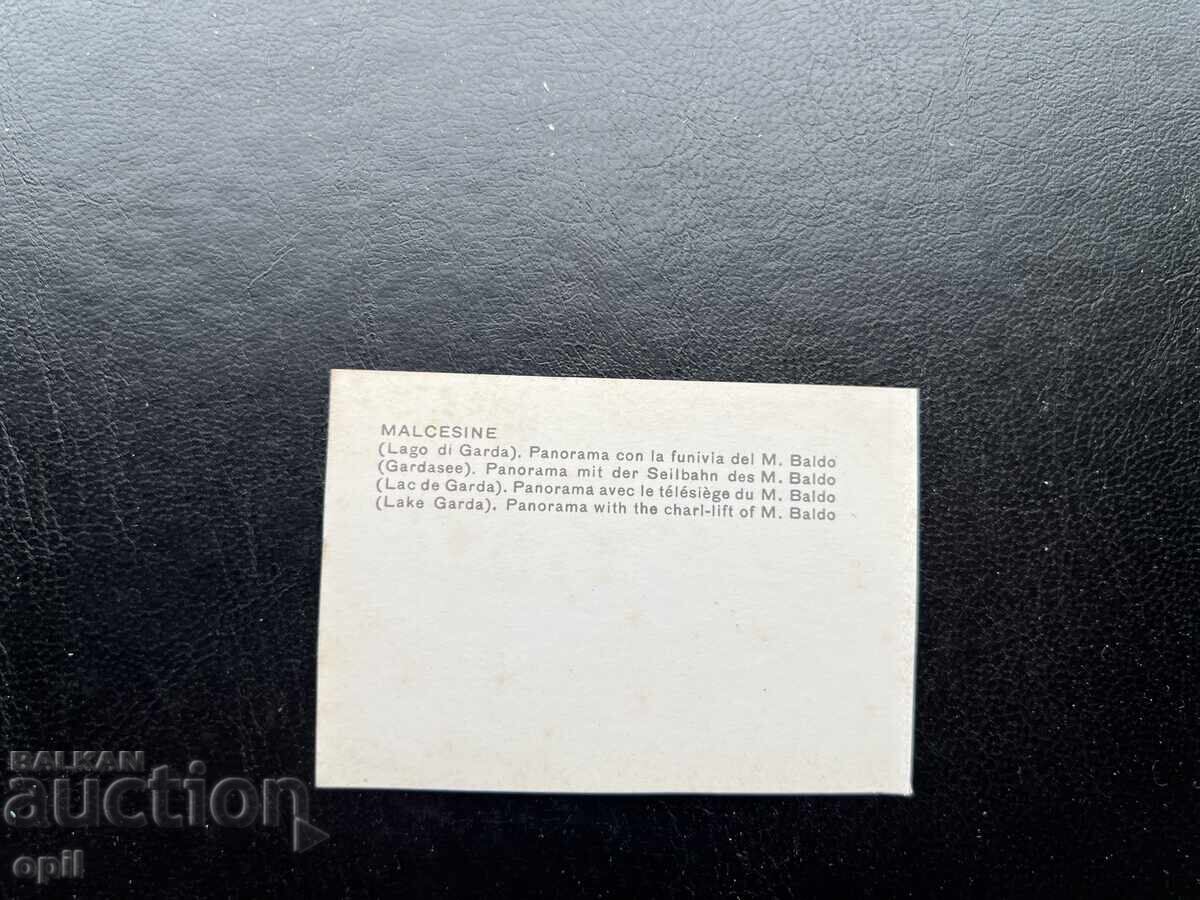 MALCESINE
(Lago di Garda). Panorama con la funivia del M. Baldo
(Gardasee). Panorama mit der Seilbahn des M. Baldo
(Lac de Garda). Panorama avec le télésiège du M. Baldo
(Lake Garda). Panorama with the charl-lift of M. Baldo
BALKAN
auction
opil